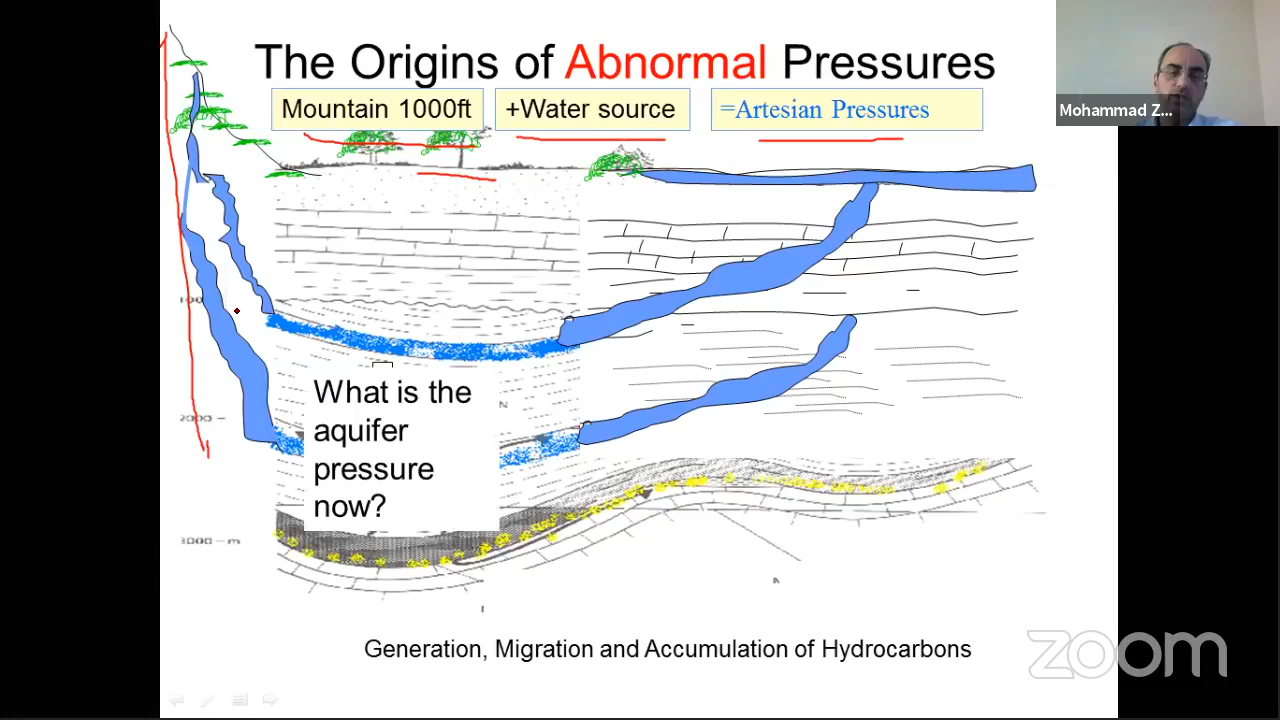 The Origins of Abnormal Pressures
Mountain 1000ft
+Water source
=Artesian Pressures
Mohammad Z...
2000 –
What is the
aquifer
pressure
now?
N
3000 – m
Generation, Migration and Accumulation of Hydrocarbons
zoom